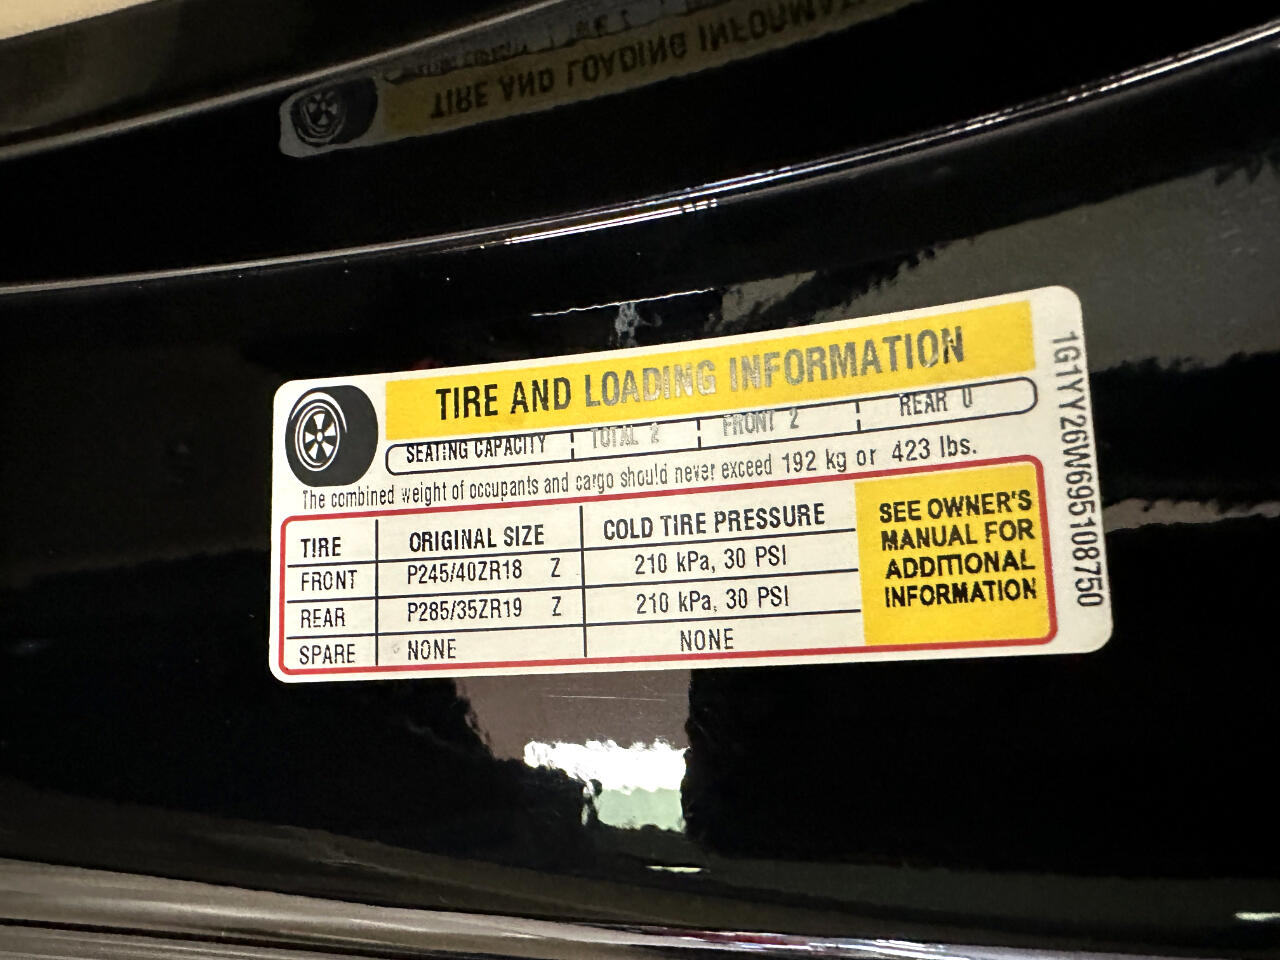 TIRE AND LOADING INFORMATION
TIRE AND LOADING INFORMATION
SEATING CAPACITY TOTAL 2 FRONT 2 REAR 0
The combined weight of occupants and cargo should never exceed 192 kg or 423 lbs.
TIRE ORIGINAL SIZE COLD TIRE PRESSURE
FRONT P245/40ZR18 Z 210 kPa, 30 PSI
REAR P285/35ZR19 Z 210 kPa, 30 PSI
SPARE NONE NONE
SEE OWNER'S
MANUAL FOR
ADDITIONAL
INFORMATION
1G1YY26W695108750